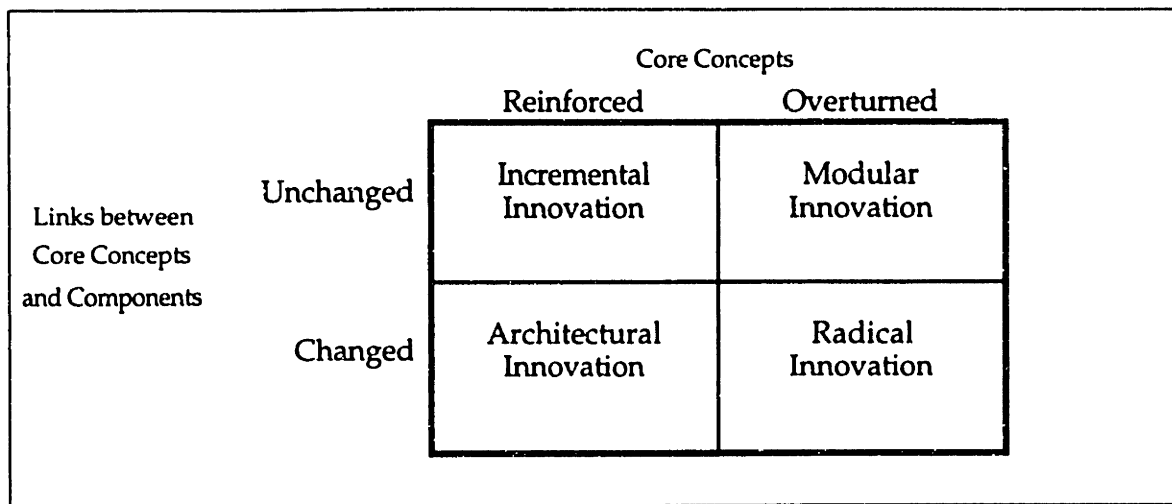 Core Concepts
Reinforced Overturned
Unchanged
Incremental
Innovation
Modular
Innovation
Links between
Core Concepts
and Components
Changed
Architectural
Innovation
Radical
Innovation